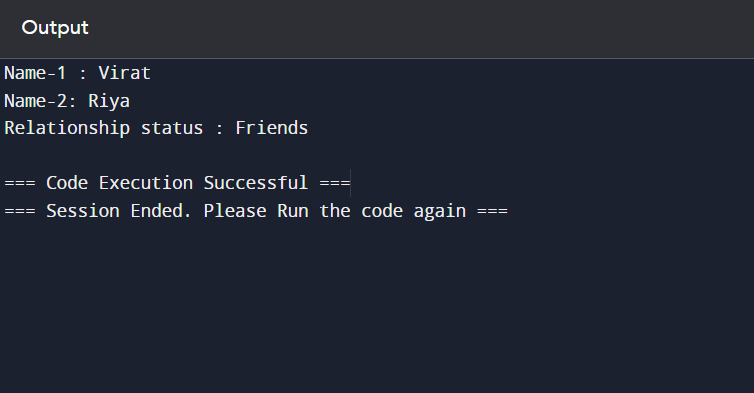 Output
Name-1 : Virat
Name-2: Riya
Relationship status : Friends
=== Code Execution Successful ===
=== Session Ended. Please Run the code again ===